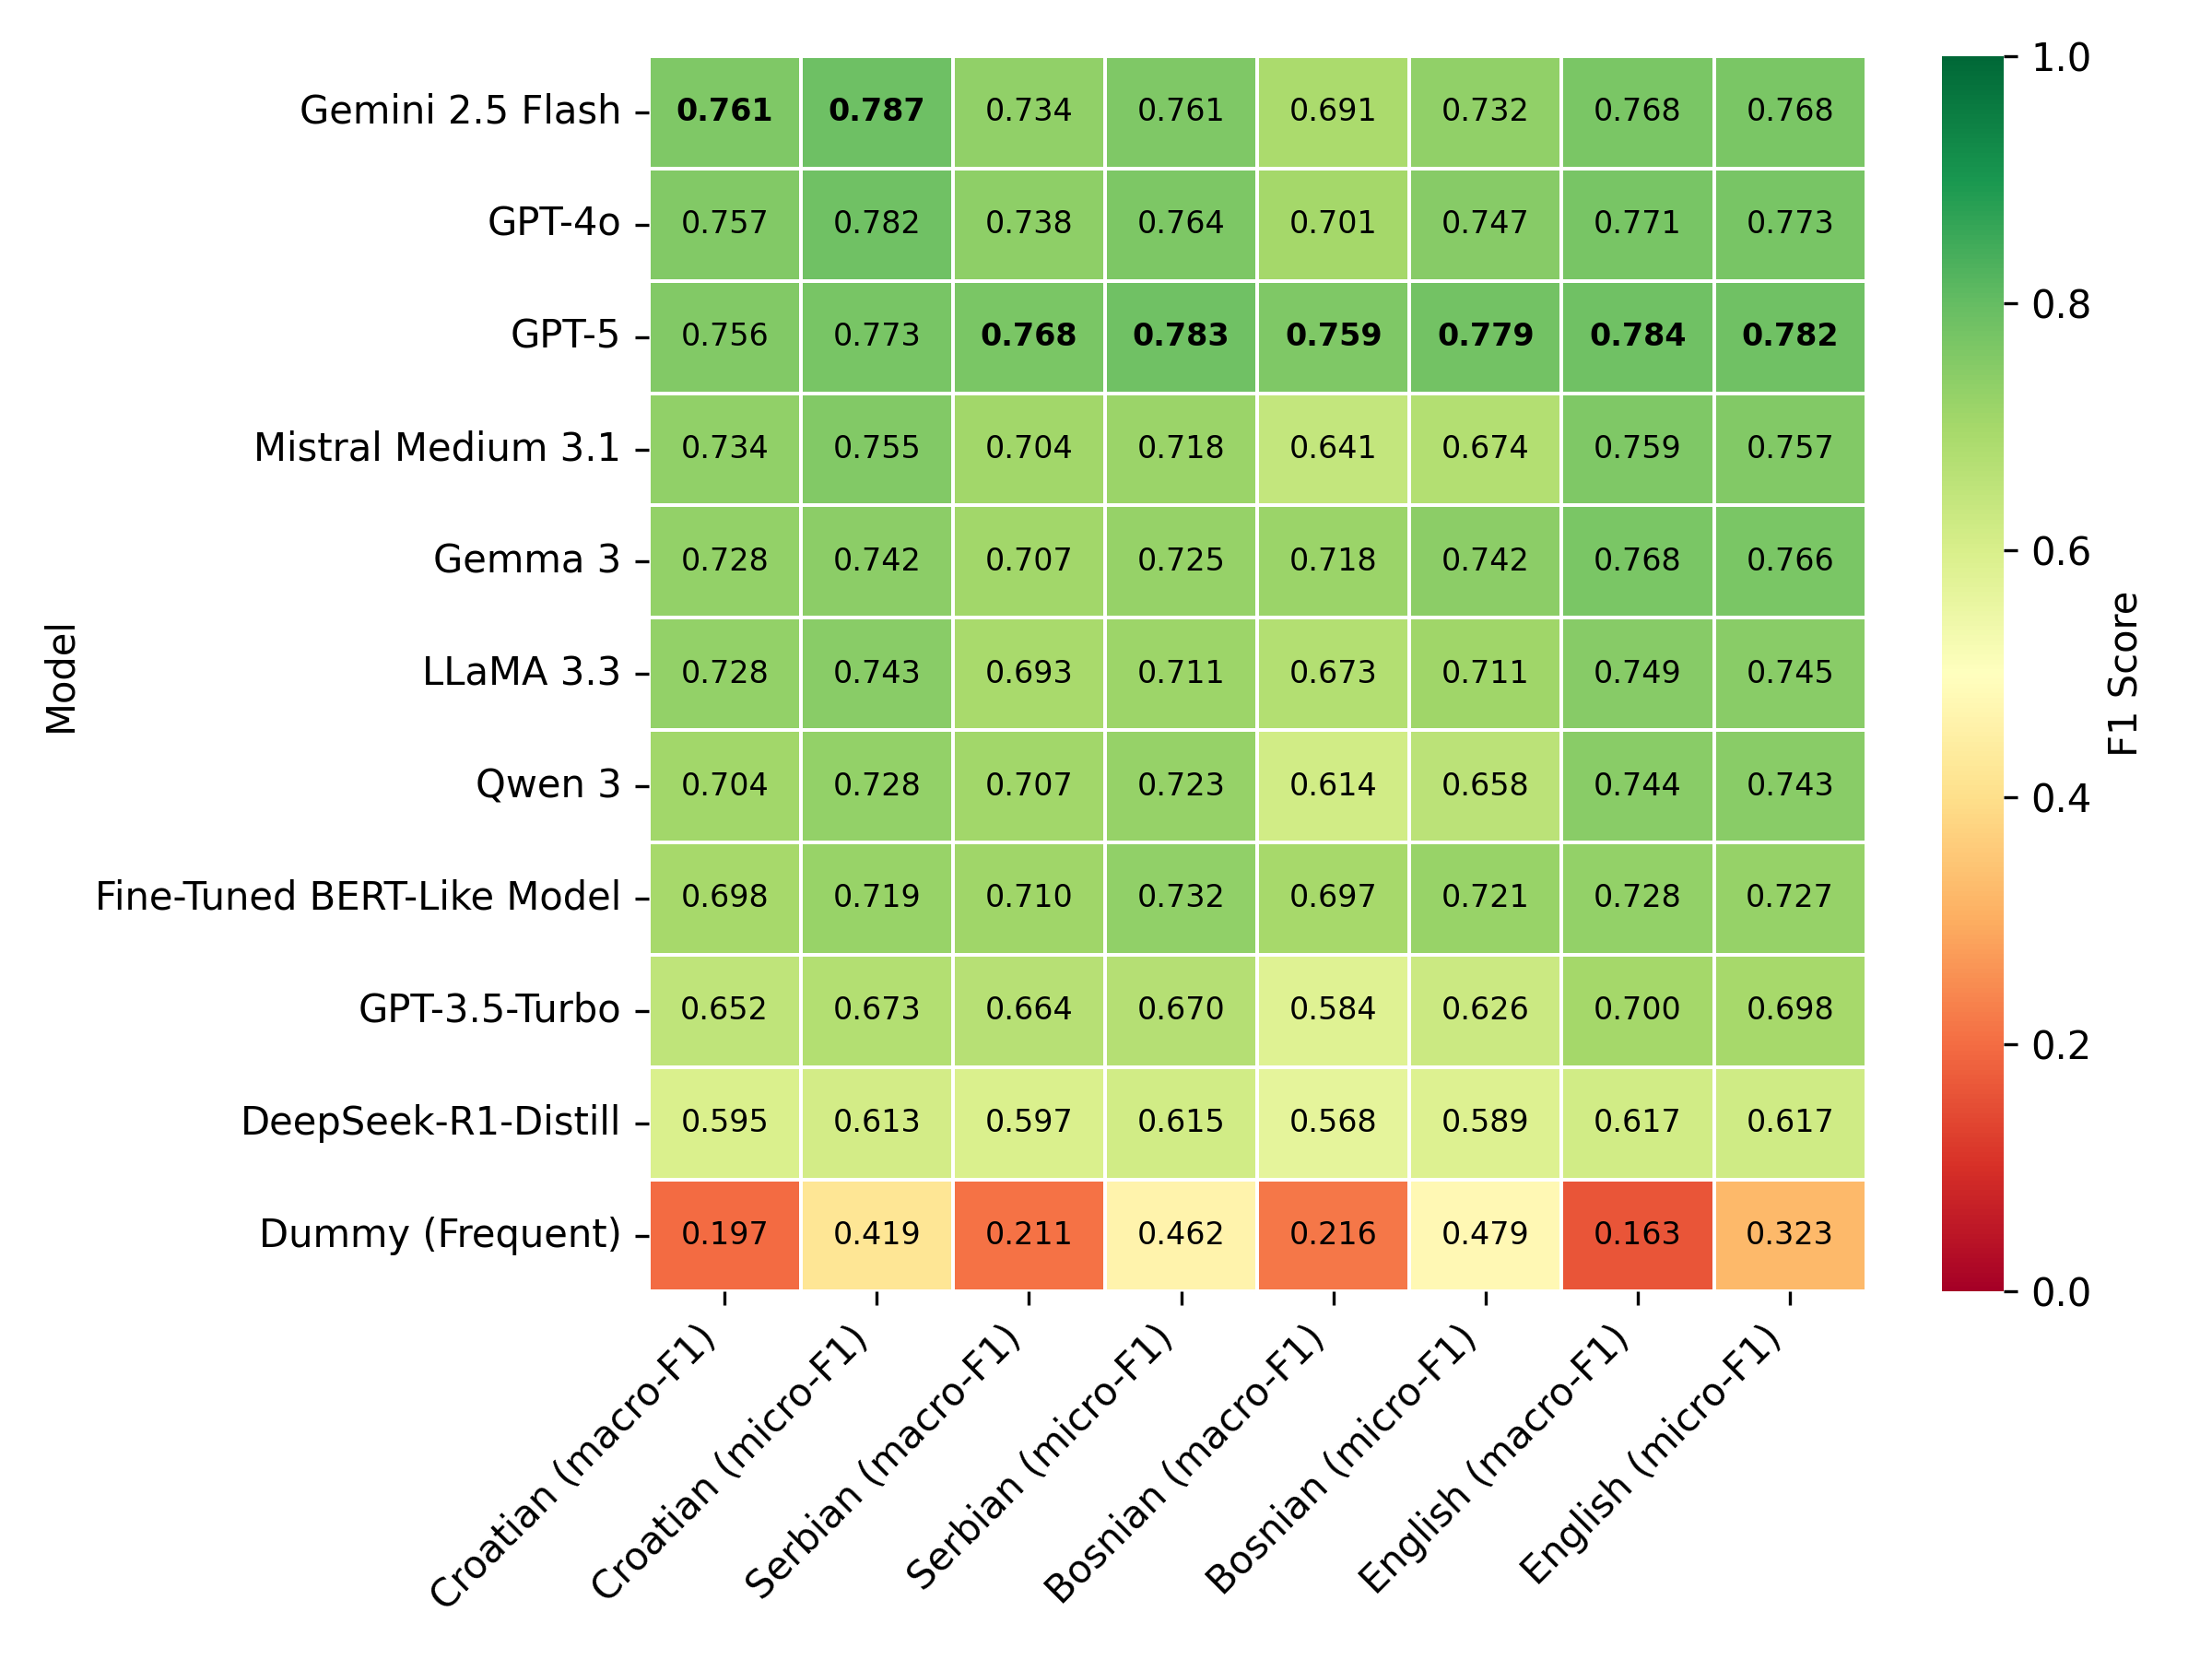 Gemini 2.5 Flash 0.761 0.787 0.734 0.761 0.691 0.732 0.768 0.768
GPT-4o 0.757 0.782 0.738 0.764 0.701 0.747 0.771 0.773
GPT-5 0.756 0.773 0.768 0.783 0.759 0.779 0.784 0.782
Mistral Medium 3.1 0.734 0.755 0.704 0.718 0.641 0.674 0.759 0.757
Gemma 3 0.728 0.742 0.707 0.725 0.718 0.742 0.768 0.766
LLaMA 3.3 0.728 0.743 0.693 0.711 0.673 0.711 0.749 0.745
Qwen 3 0.704 0.728 0.707 0.723 0.614 0.658 0.744 0.743
Fine-Tuned BERT-Like Model 0.698 0.719 0.710 0.732 0.697 0.721 0.728 0.727
GPT-3.5-Turbo 0.652 0.673 0.664 0.670 0.584 0.626 0.700 0.698
DeepSeek-R1-Distill 0.595 0.613 0.597 0.615 0.568 0.589 0.617 0.617
Dummy (Frequent) 0.197 0.419 0.211 0.462 0.216 0.479 0.163 0.323
Model
Croatian (macro-F1)
Croatian (micro-F1)
Serbian (macro-F1)
Serbian (micro-F1)
Bosnian (macro-F1)
Bosnian (micro-F1)
English (macro-F1)
English (micro-F1)
1.0
0.8
0.6
0.4
0.2
0.0
F1 Score